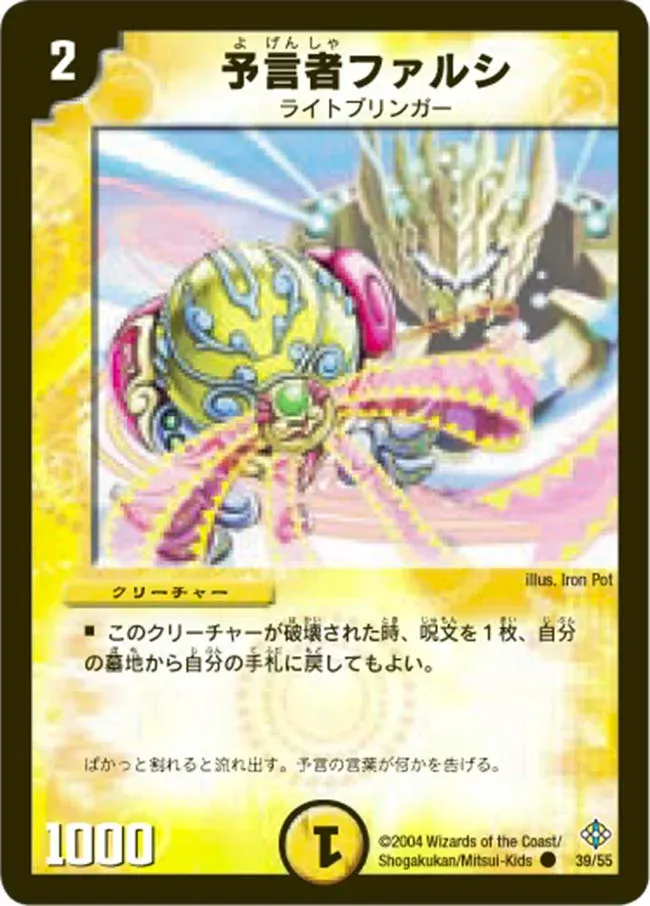 2
予言者ファルシ
よげんしゃ
ライトブリンガー
illus. Iron Pot
クリーチャー
■ このクリーチャーが破壊された時、呪文を1枚、自分
の墓地から自分の手札に戻してもよい。
ぱかっと割れると流れ出す。予言の言葉が何かを告げる。
1000
1
©2004 Wizards of the Coast/
Shogakukan/Mitsui-Kids ● 39/55